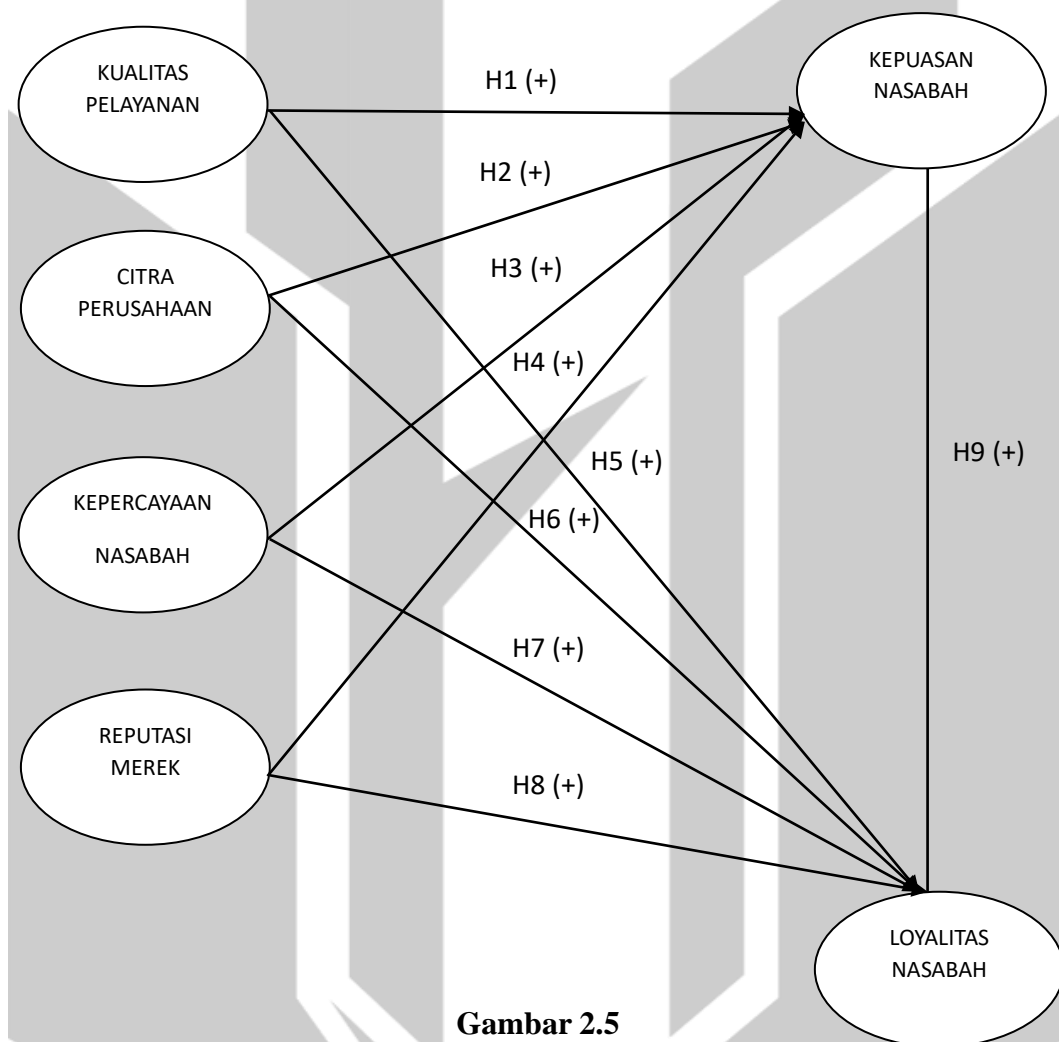 KUALITAS
PELAYANAN
H1 (+)
KEPUASAN
NASABAH
H2 (+)
CITRA
PERUSAHAAN
H3 (+)
H4 (+)
KEPERCAYAAN
NASABAH
H5 (+)
H6 (+)
H9 (+)
H7 (+)
REPUTASI
MEREK
H8 (+)
LOYALITAS
NASABAH
Gambar 2.5